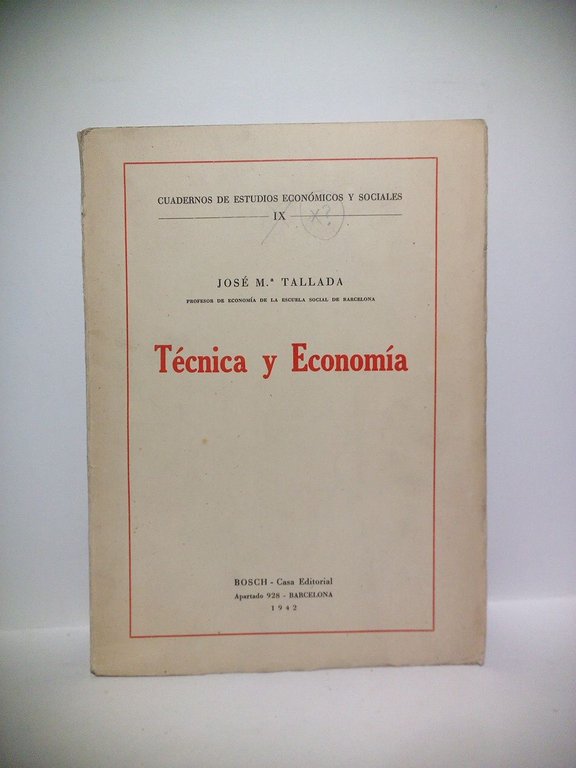 CUADERNOS DE ESTUDIOS ECONÓMICOS Y SOCIALES
IX X?
JOSÉ M.ª TALLADA
PROFESOR DE ECONOMÍA DE LA ESCUELA SOCIAL DE BARCELONA
Técnica y Economía
BOSCH - Casa Editorial
Apartado 928 - BARCELONA
1942